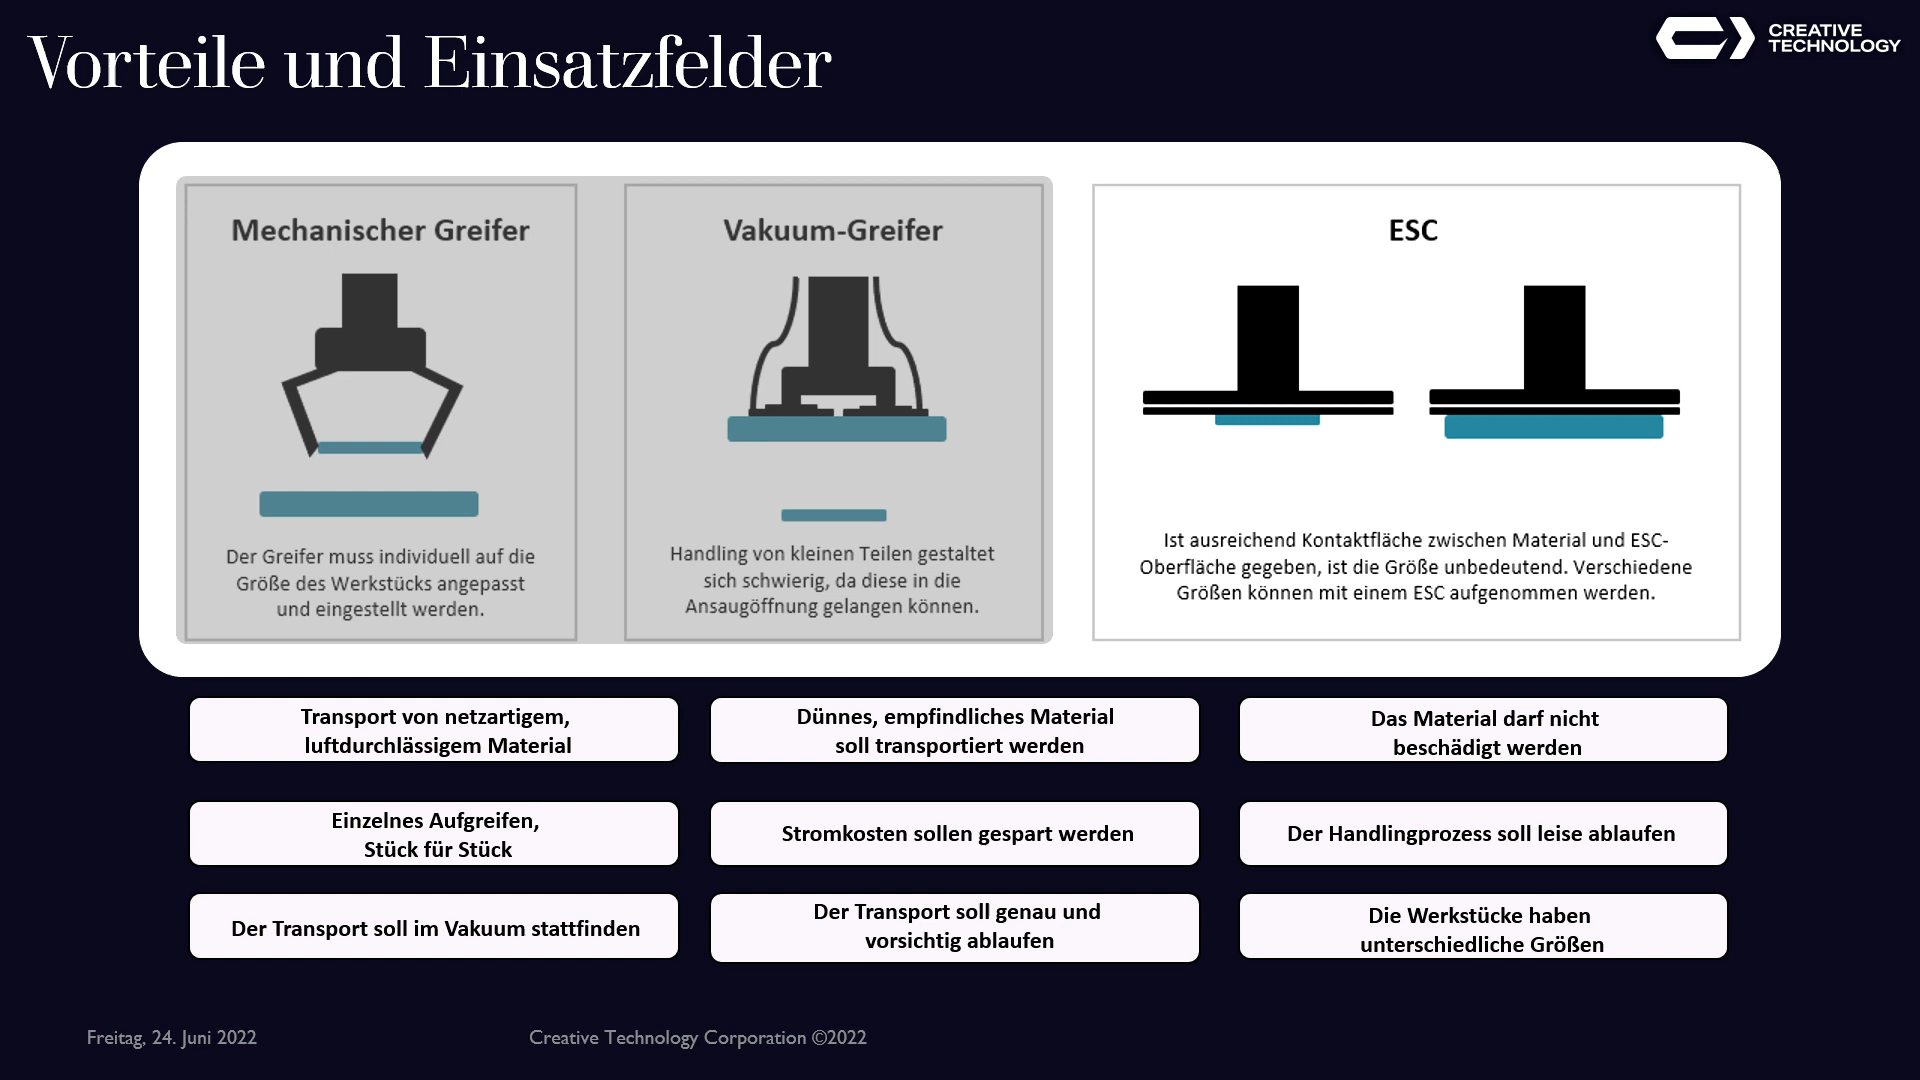 Vorteile und Einsatzfelder
CREATIVE
TECHNOLOGY
Mechanischer Greifer
Der Greifer muss individuell auf die
Größe des Werkstücks angepasst
und eingestellt werden.
Vakuum-Greifer
Handling von kleinen Teilen gestaltet
sich schwierig, da diese in die
Ansaugöffnung gelangen können.
ESC
Ist ausreichend Kontaktfläche zwischen Material und ESC-
Oberfläche gegeben, ist die Größe unbedeutend. Verschiedene
Größen können mit einem ESC aufgenommen werden.
Transport von netzartigem,
luftdurchlässigem Material
Dünnes, empfindliches Material
soll transportiert werden
Das Material darf nicht
beschädigt werden
Einzelnes Aufgreifen,
Stück für Stück
Stromkosten sollen gespart werden
Der Handlingprozess soll leise ablaufen
Der Transport soll im Vakuum stattfinden
Der Transport soll genau und
vorsichtig ablaufen
Die Werkstücke haben
unterschiedliche Größen
Freitag, 24. Juni 2022
Creative Technology Corporation ©2022